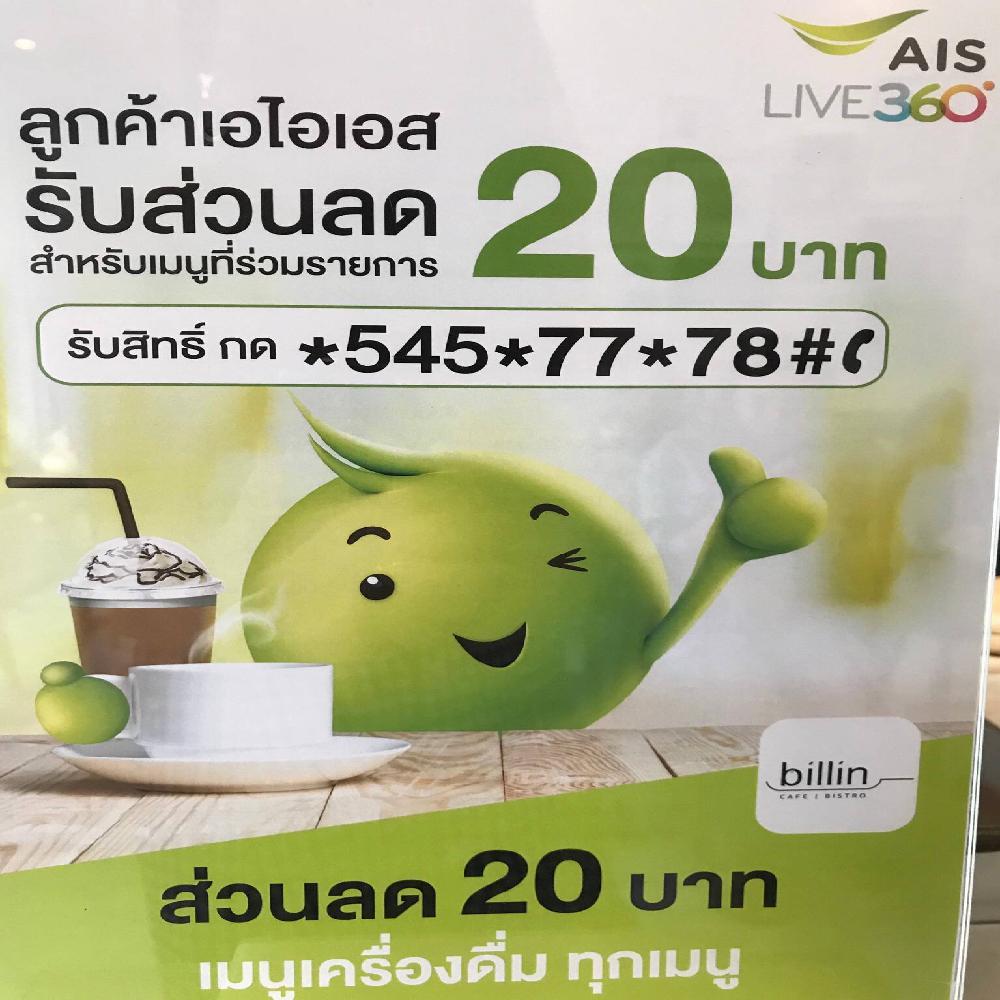 AIS
LIVE360°
ลูกค้าเอไอเอส
รับส่วนลด 20 บาท
สำหรับเมนูที่ร่วมรายการ
รับสิทธิ์ กด *545*77*78#
billin
CAFE | BISTRO
ส่วนลด 20 บาท
เมนูเครื่องดื่ม ทุกเมนู